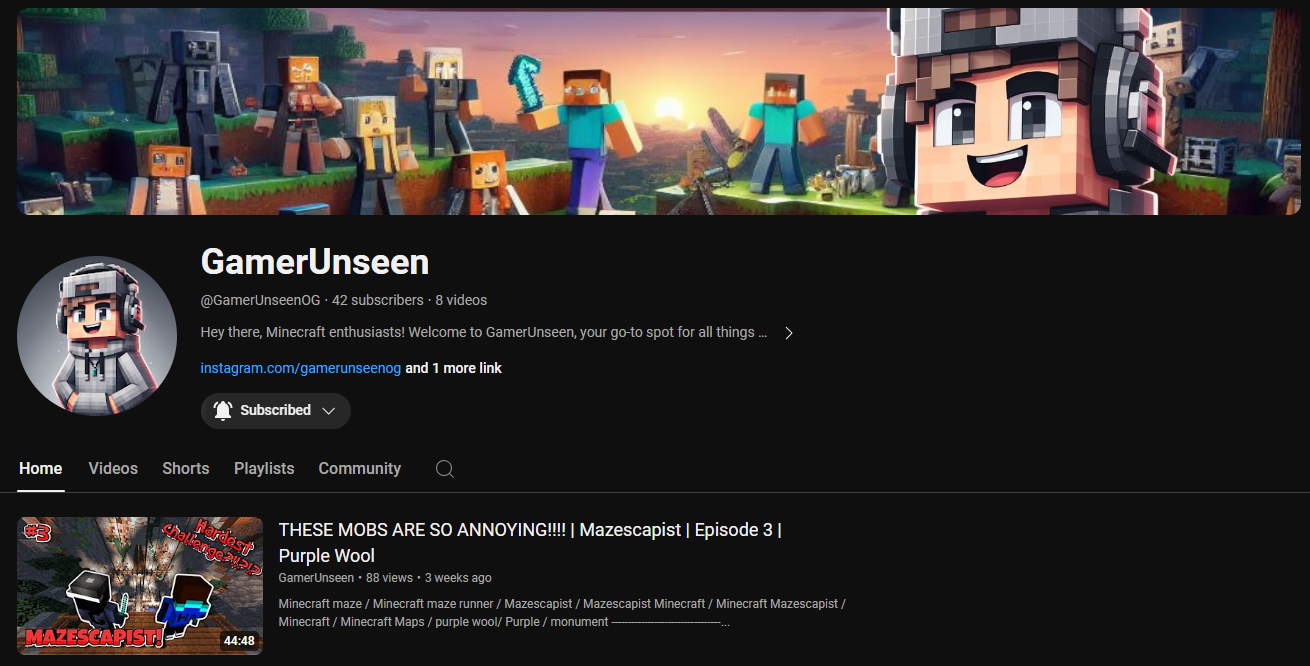 GamerUnseen
@GamerUnseenOG · 42 subscribers · 8 videos
Hey there, Minecraft enthusiasts! Welcome to GamerUnseen, your go-to spot for all things ...
instagram.com/gamerunseenog and 1 more link
Subscribed
Home Videos Shorts Playlists Community
#3
Hardest
challenge?!?!?
MAZESCAPIST!
44:48
THESE MOBS ARE SO ANNOYING!!!! | Mazescapist | Episode 3 |
Purple Wool
GamerUnseen • 88 views • 3 weeks ago
Minecraft maze / Minecraft maze runner / Mazescapist / Mazescapist Minecraft / Minecraft Mazescapist /
Minecraft / Minecraft Maps / purple wool/ Purple / monument -----------------------------------...